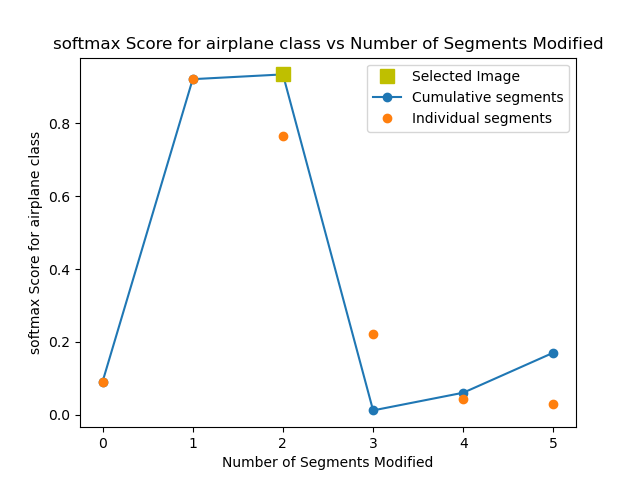 softmax Score for airplane class vs Number of Segments Modified
Selected Image
Cumulative segments
Individual segments
softmax Score for airplane class
0.8
0.6
0.4
0.2
0.0
0 1 2 3 4 5
Number of Segments Modified